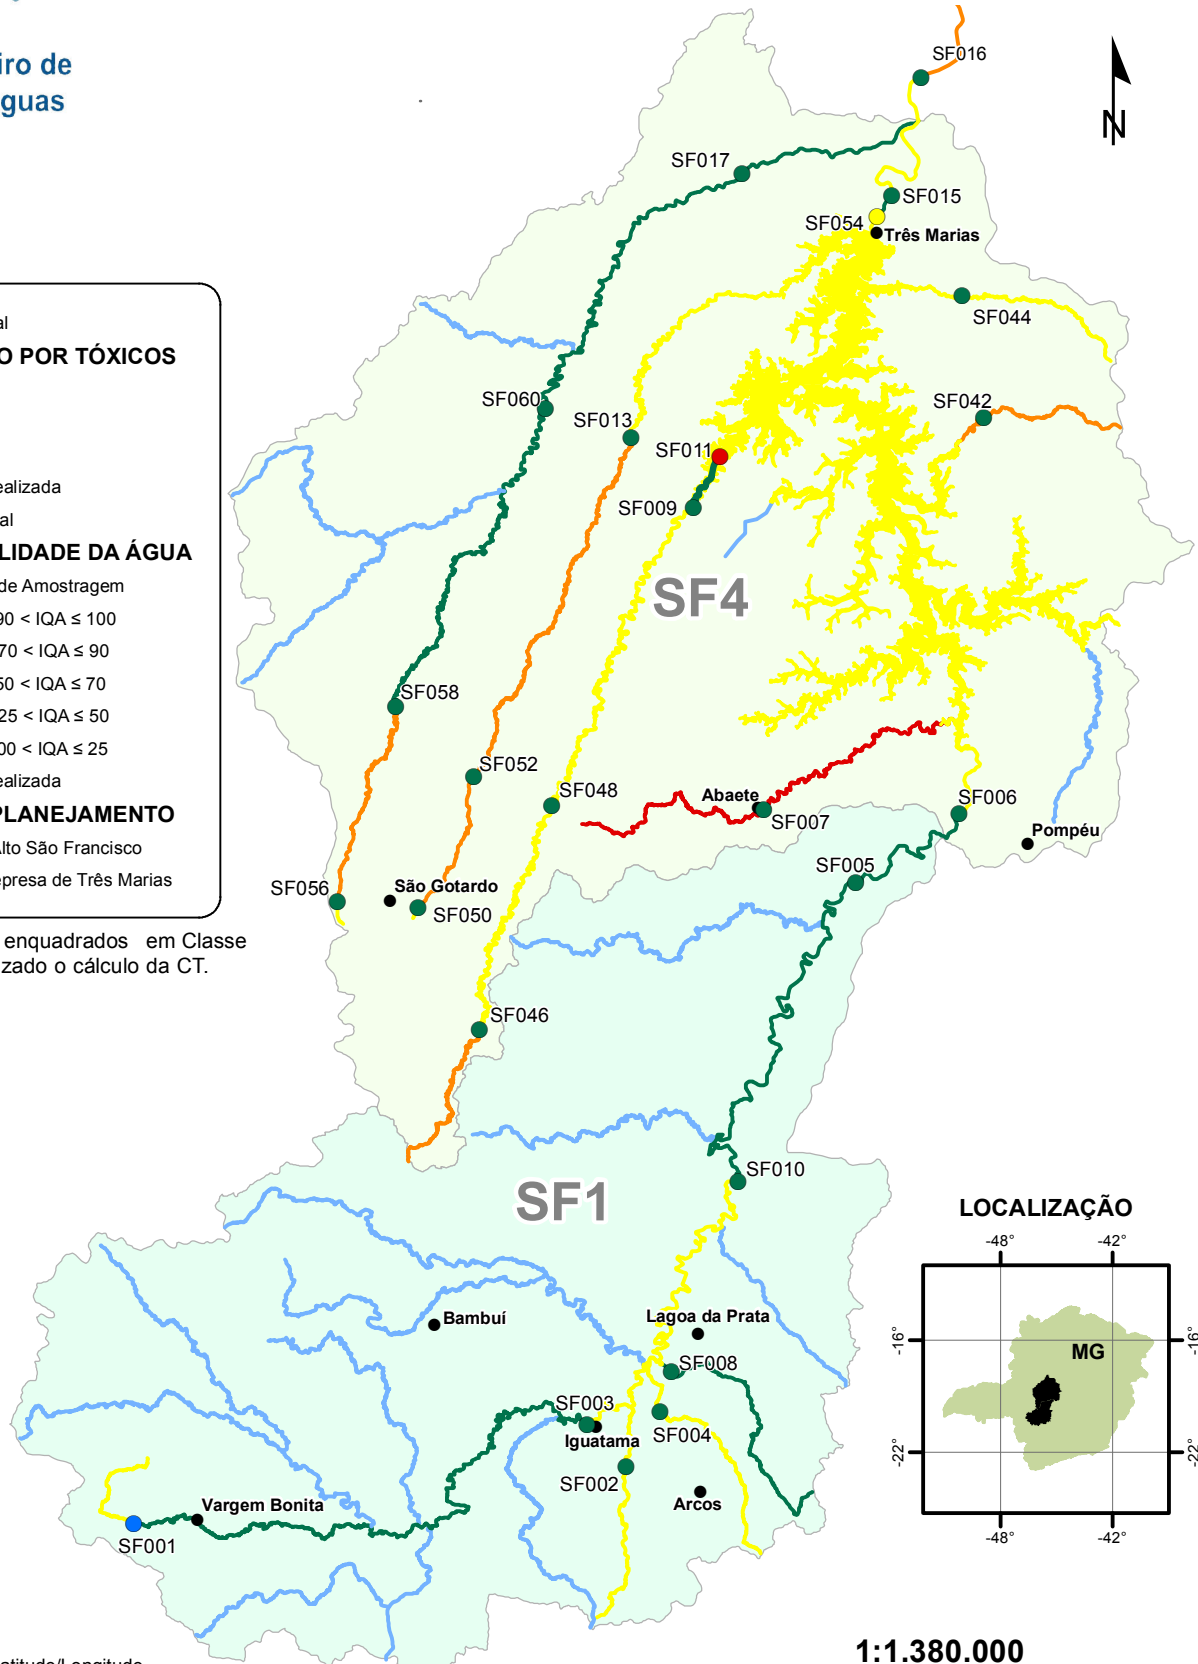 iro de
guas
al
O POR TÓXICOS
ealizada
al
LIDADE DA ÁGUA
de Amostragem
90 < IQA ≤ 100
70 < IQA ≤ 90
50 < IQA ≤ 70
25 < IQA ≤ 50
00 < IQA ≤ 25
ealizada
PLANEJAMENTO
Alto São Francisco
epresa de Três Marias
enquadrados em Classe
zado o cálculo da CT.
SF016
N
SF017
SF015
SF054
Três Marias
SF044
SF060
SF013
SF042
SF011
SF009
SF4
SF058
SF052
SF048
Abaete
SF007
SF006
Pompéu
SF005
SF056
São Gotardo
SF050
SF046
SF010
SF1
Bambuí
Lagoa da Prata
SF008
SF003
Iguatama
SF004
SF002
Arcos
Vargem Bonita
SF001
LOCALIZAÇÃO
-48°
-42°
-16°
-16°
MG
-22°
-22°
-48°
-42°
1:1.380.000
atitude/Longitude